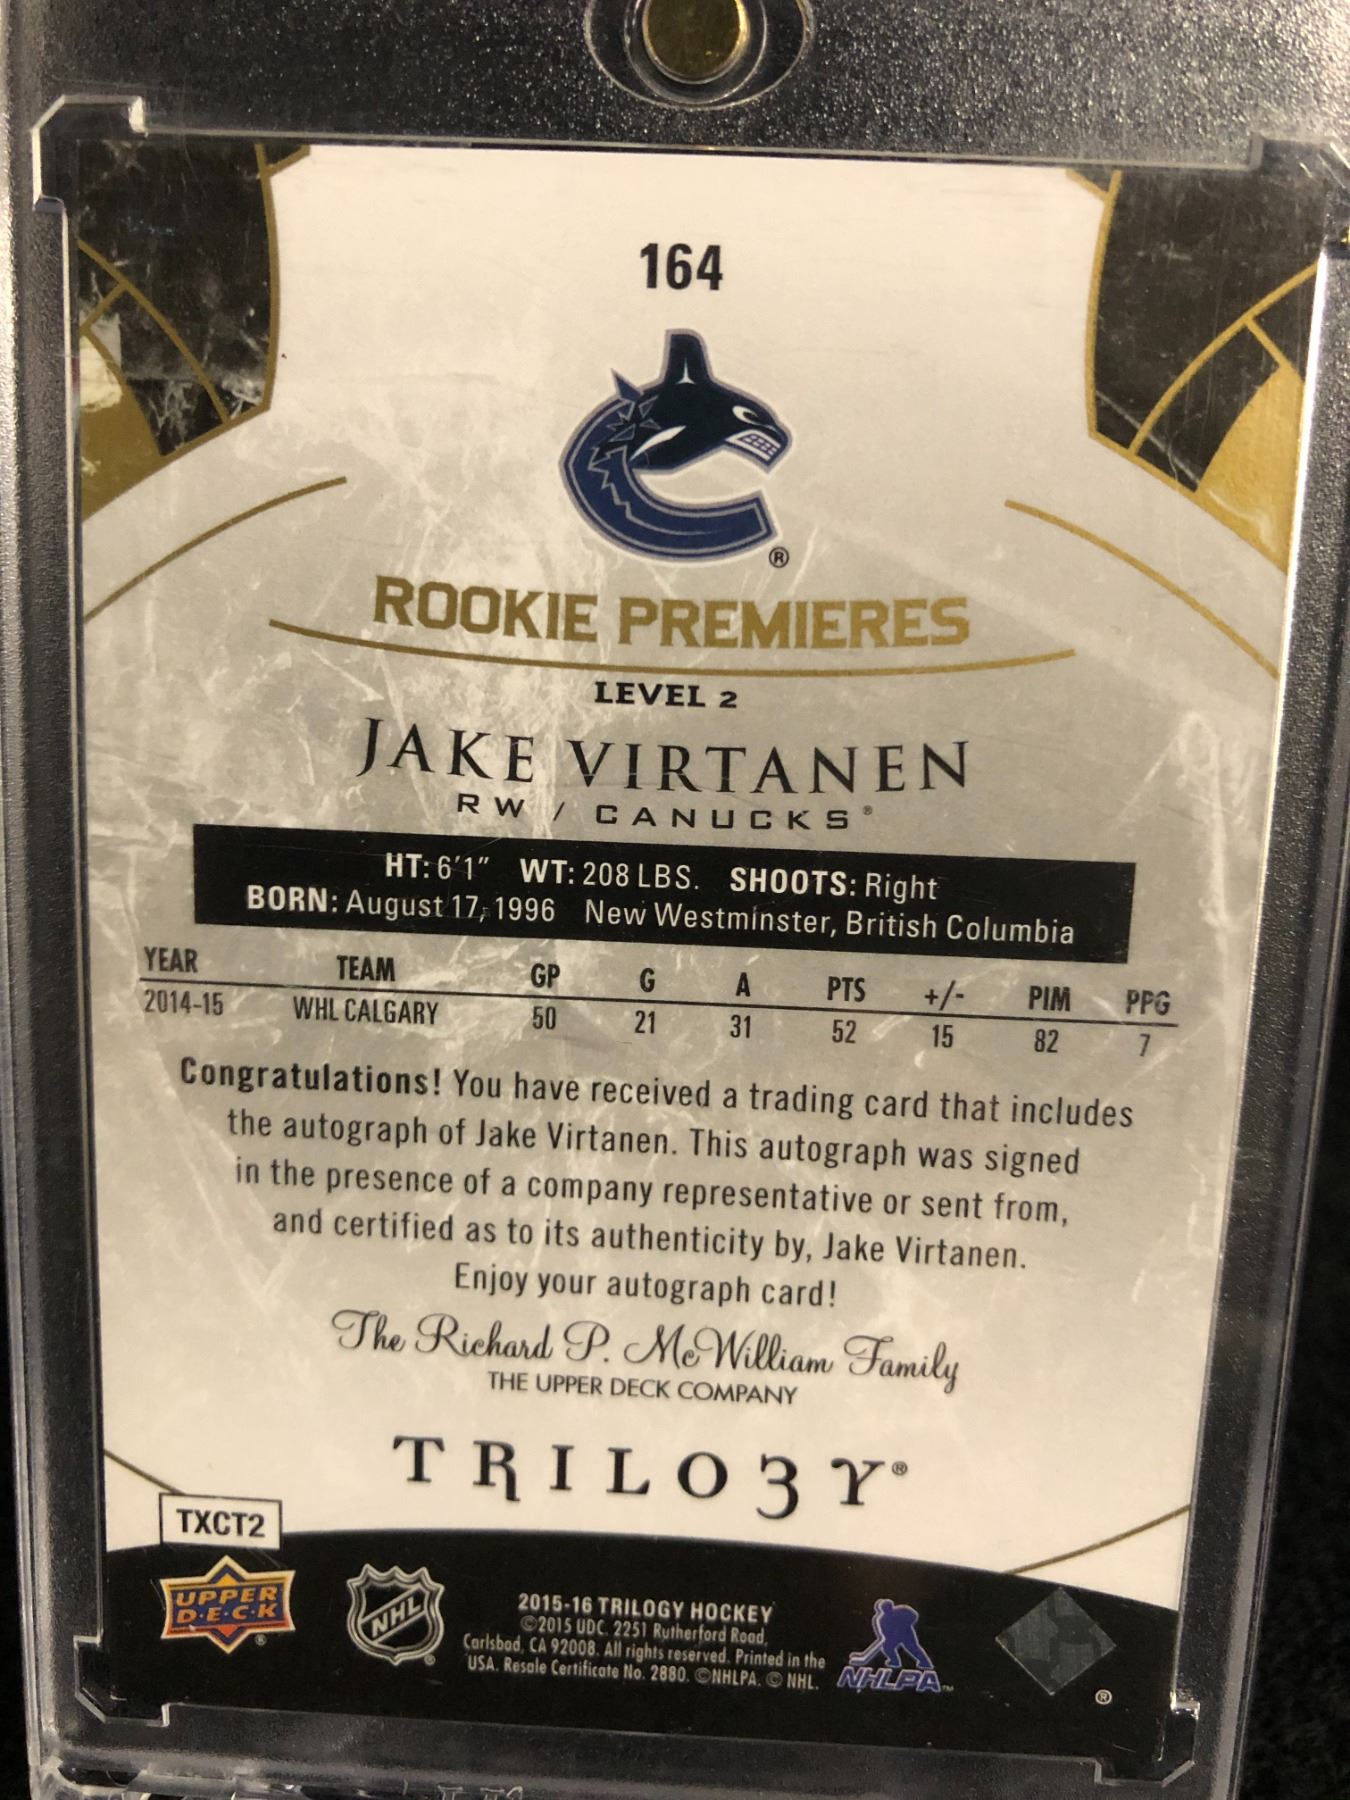 164
®
ROOKIE PREMIERES
LEVEL 2
JAKE VIRTANEN
RW / CANUCKS®
HT: 6'1" WT: 208 LBS. SHOOTS: Right
BORN: August 17, 1996 New Westminster, British Columbia
YEAR TEAM GP G A PTS +/- PIM PPG
2014-15 WHL CALGARY 50 21 31 52 15 82 7
Congratulations! You have received a trading card that includes
the autograph of Jake Virtanen. This autograph was signed
in the presence of a company representative or sent from,
and certified as to its authenticity by, Jake Virtanen.
Enjoy your autograph card!
The Richard P. McWilliam Family
THE UPPER DECK COMPANY
TRILO3Y®
TXCT2
UPPER
D·E·C·K
®
NHL
®
2015-16 TRILOGY HOCKEY
©2015 UDC. 2251 Rutherford Road,
Carlsbad, CA 92008. All rights reserved. Printed in the
USA. Resale Certificate No. 2880. ©NHLPA. © NHL.
NHLPA™
®